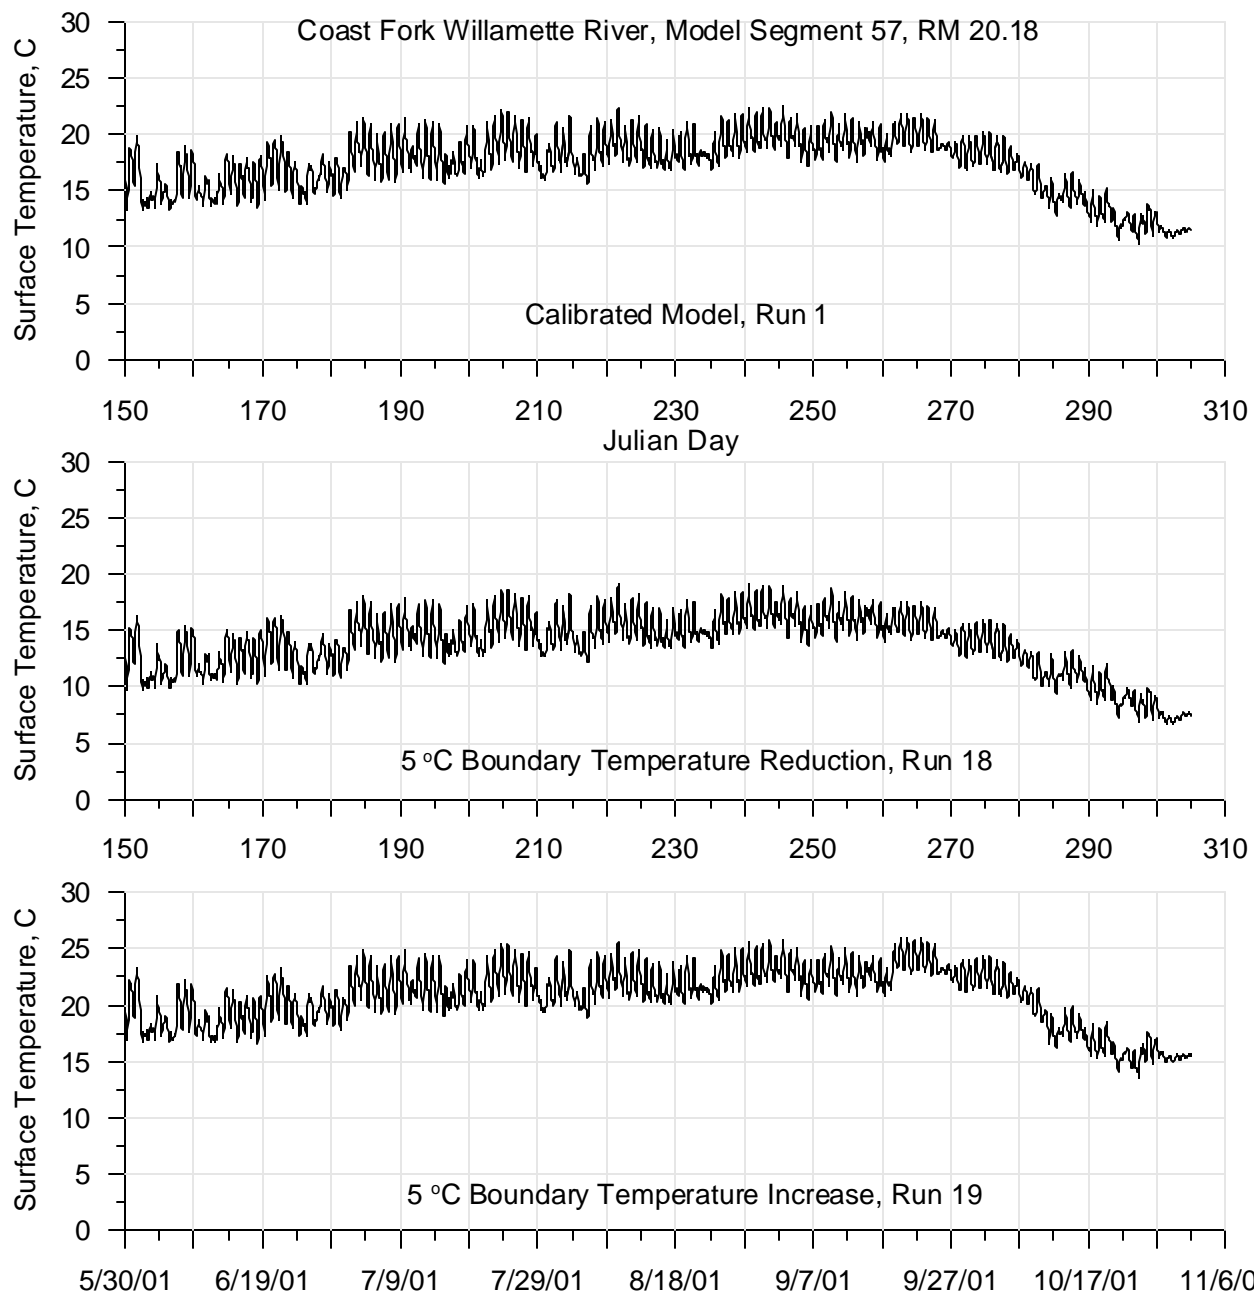 Coast Fork Willamette River, Model Segment 57, RM 20.18
Surface Temperature, C
30
25
20
15
10
5
0
Calibrated Model, Run 1
150 170 190 210 230 250 270 290 310
Julian Day
Surface Temperature, C
30
25
20
15
10
5
0
5 oC Boundary Temperature Reduction, Run 18
150 170 190 210 230 250 270 290 310
Surface Temperature, C
30
25
20
15
10
5
0
5 oC Boundary Temperature Increase, Run 19
5/30/01 6/19/01 7/9/01 7/29/01 8/18/01 9/7/01 9/27/01 10/17/01 11/6/0